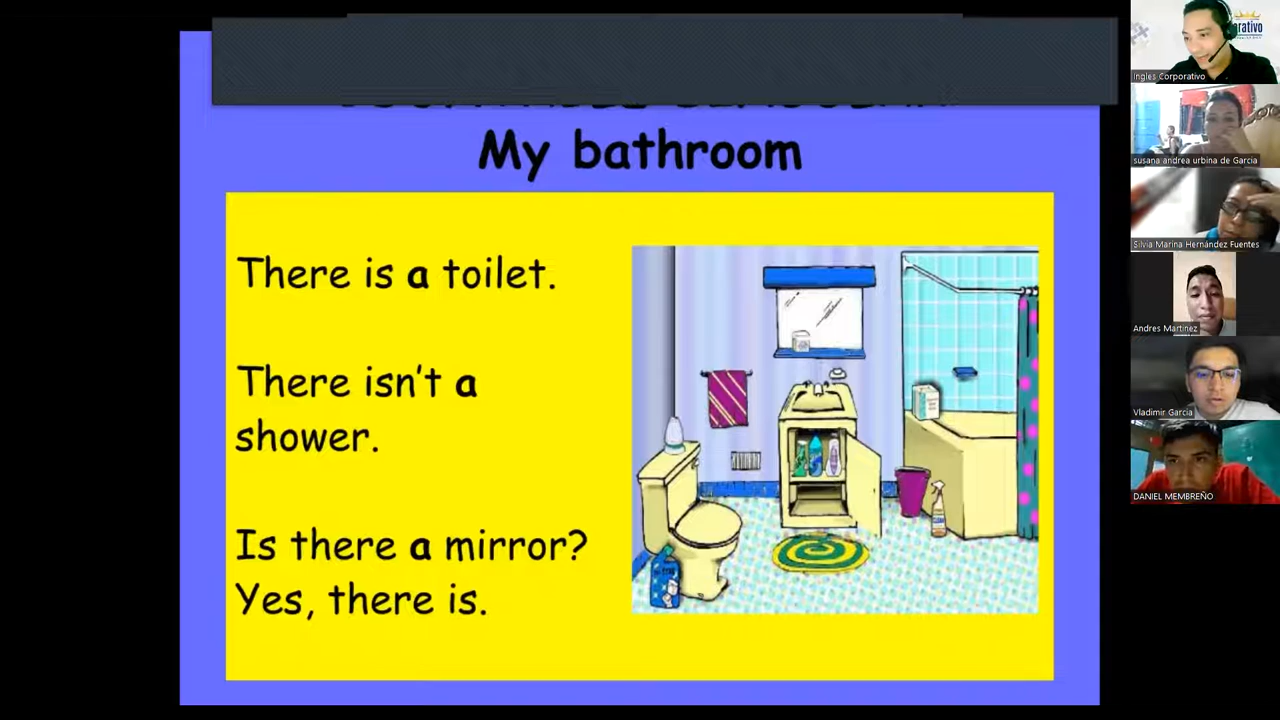 My bathroom
There is a toilet.
There isn't a
shower.
Is there a mirror?
Yes, there is.
Ingles Corporativo
susana andrea urbina de Garcia
Silvia Marina Hernández Fuentes
Andres Martinez
Vladimir Garcia
DANIEL MEMBREÑO